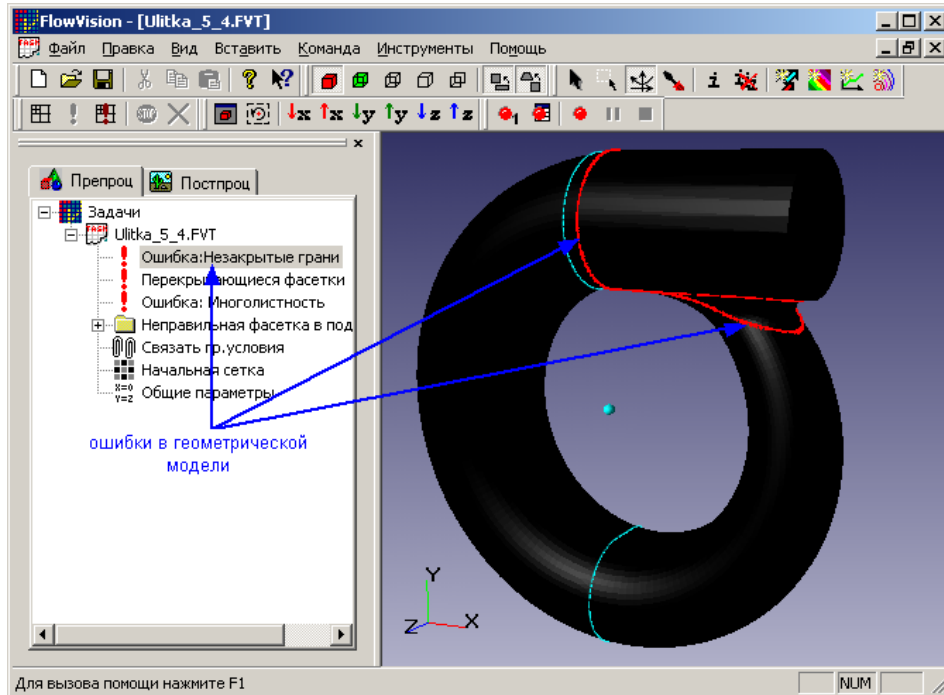 FlowVision - [Ulitka_5_4.FVT]
Файл Правка Вид Вставить Команда Инструменты Помощь
Препроц Постпроц
Задачи
Ulitka_5_4.FVT
Ошибка:Незакрытые грани
Перекрывающиеся фасетки
Ошибка: Многолистность
Неправильная фасетка в под
Связать гр.условия
Начальная сетка
X=0
Y=Z
Общие параметры
ошибки в геометрической
модели
Y
Z X
Для вызова помощи нажмите F1
NUM